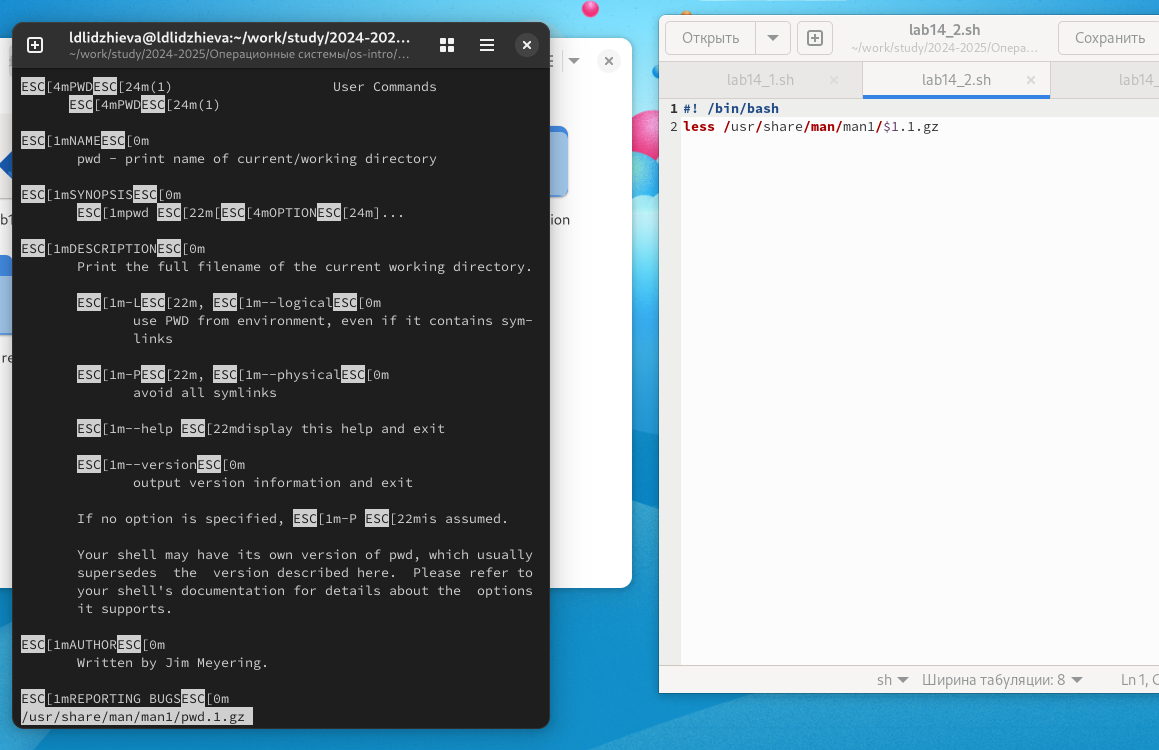 ldlidzhieva@ldlidzhieva:~/work/study/2024-202…
~/work/study/2024-2025/Операционные системы/os-intro/…
ESC[4mPWDESC[24m(1) User Commands
ESC[4mPWDESC[24m(1)
ESC[1mNAMEESC[0m
pwd - print name of current/working directory
ESC[1mSYNOPSISESC[0m
ESC[1mpwd ESC[22m[ESC[4mOPTIONESC[24m]...
ESC[1mDESCRIPTIONESC[0m
Print the full filename of the current working directory.
ESC[1m-LESC[22m, ESC[1m--logicalESC[0m
use PWD from environment, even if it contains sym-
links
ESC[1m-PESC[22m, ESC[1m--physicalESC[0m
avoid all symlinks
ESC[1m--help ESC[22mdisplay this help and exit
ESC[1m--versionESC[0m
output version information and exit
If no option is specified, ESC[1m-P ESC[22mis assumed.
Your shell may have its own version of pwd, which usually
supersedes  the  version described here.  Please refer to
your shell's documentation for details about the  options
it supports.
ESC[1mAUTHORESC[0m
Written by Jim Meyering.
ESC[1mREPORTING BUGSESC[0m
/usr/share/man/man1/pwd.1.gz
Открыть
lab14_2.sh
~/work/study/2024-2025/Опера…
Сохранить
lab14_1.sh
lab14_2.sh
lab14_
1 #! /bin/bash
2 less /usr/share/man/man1/$1.1.gz
sh
Ширина табуляции: 8
Ln 1,